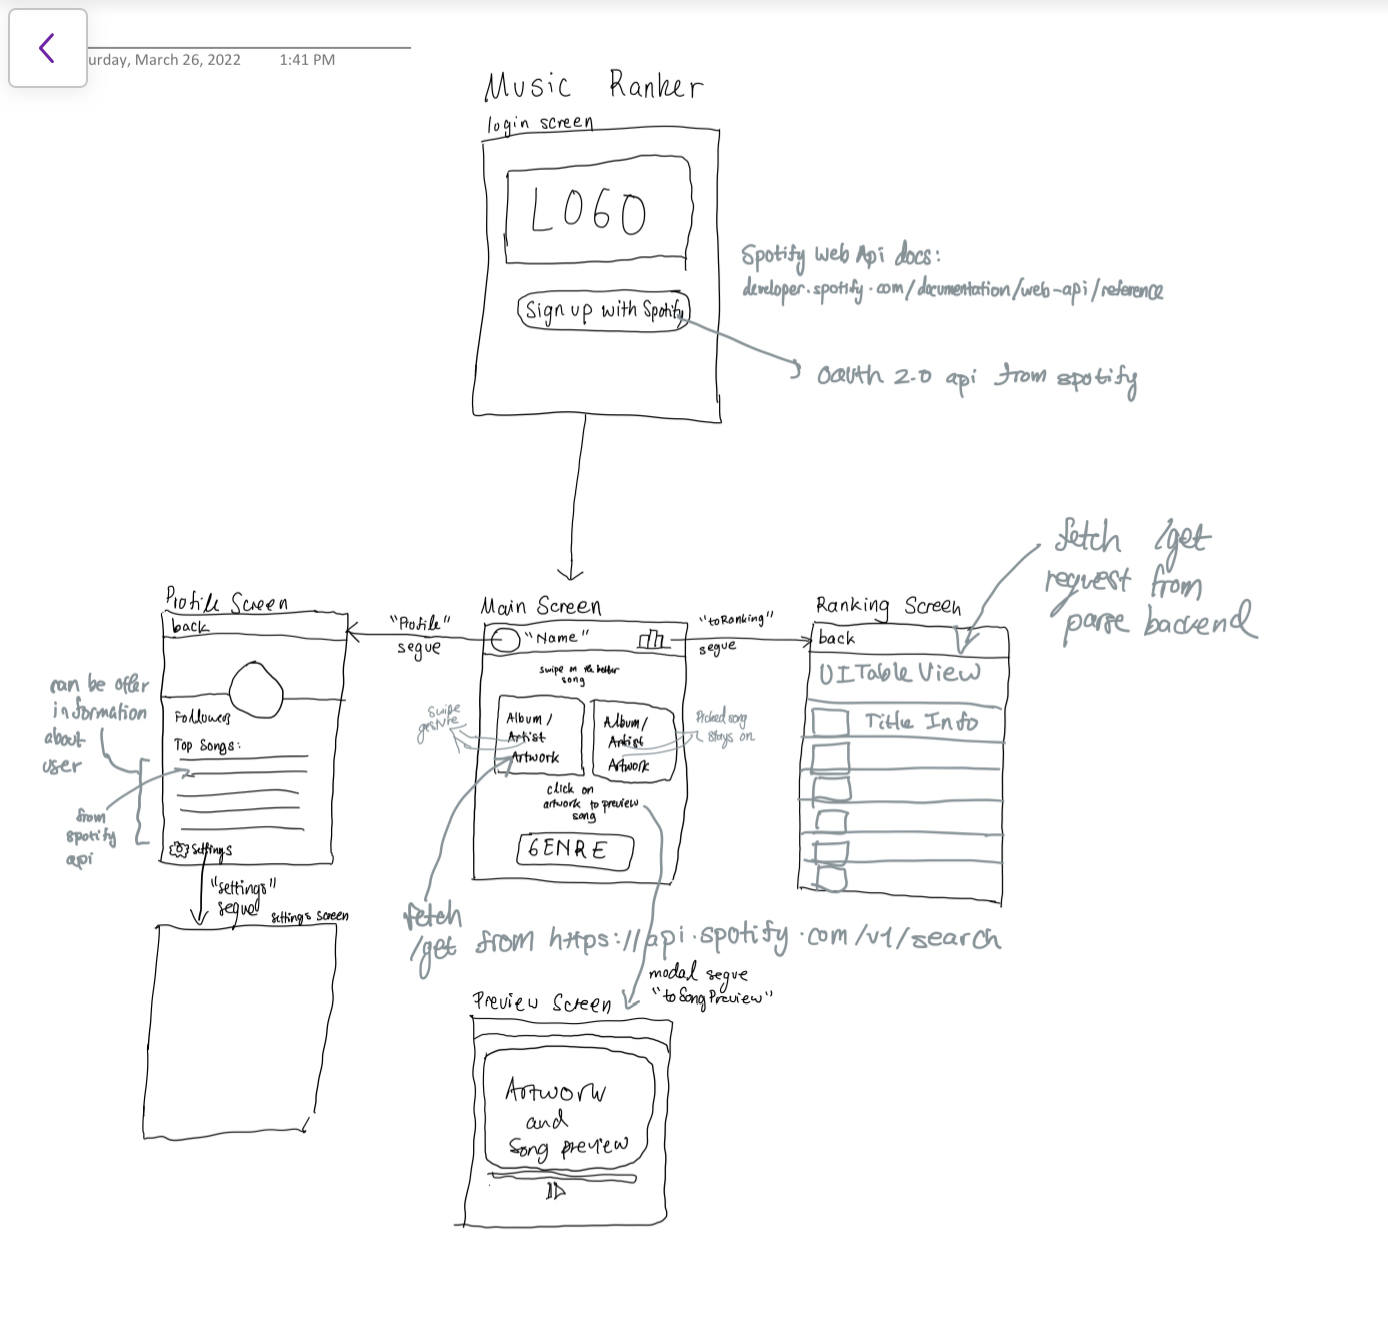 urday, March 26, 2022 1:41 PM
Music Ranker
login screen
LOGO
Sign up with Spotify
Spotify Web Api docs:
developer.spotify.com/documentation/web-api/reference
oauth 2.0 api from spotify
fetch /get
request from
parse backend
Profile Screen
back
"Profile"
segue
Main Screen
"Name"
"toRanking"
segue
Ranking Screen
back
UITableView
Title Info
can be offer
information
about
user
Followers
Top Songs:
from
spotify
api
Settings
"settings"
segue
settings screen
swipe on the better
song
swipe
gesture
Album/
Artist
Artwork
Album/
Artist
Artwork
Picked song
stays on
click on
artwork to preview
song
GENRE
fetch
/get from https://api.spotify.com/v1/search
modal segue
"toSongPreview"
Preview Screen
Artwork
and
Song preview